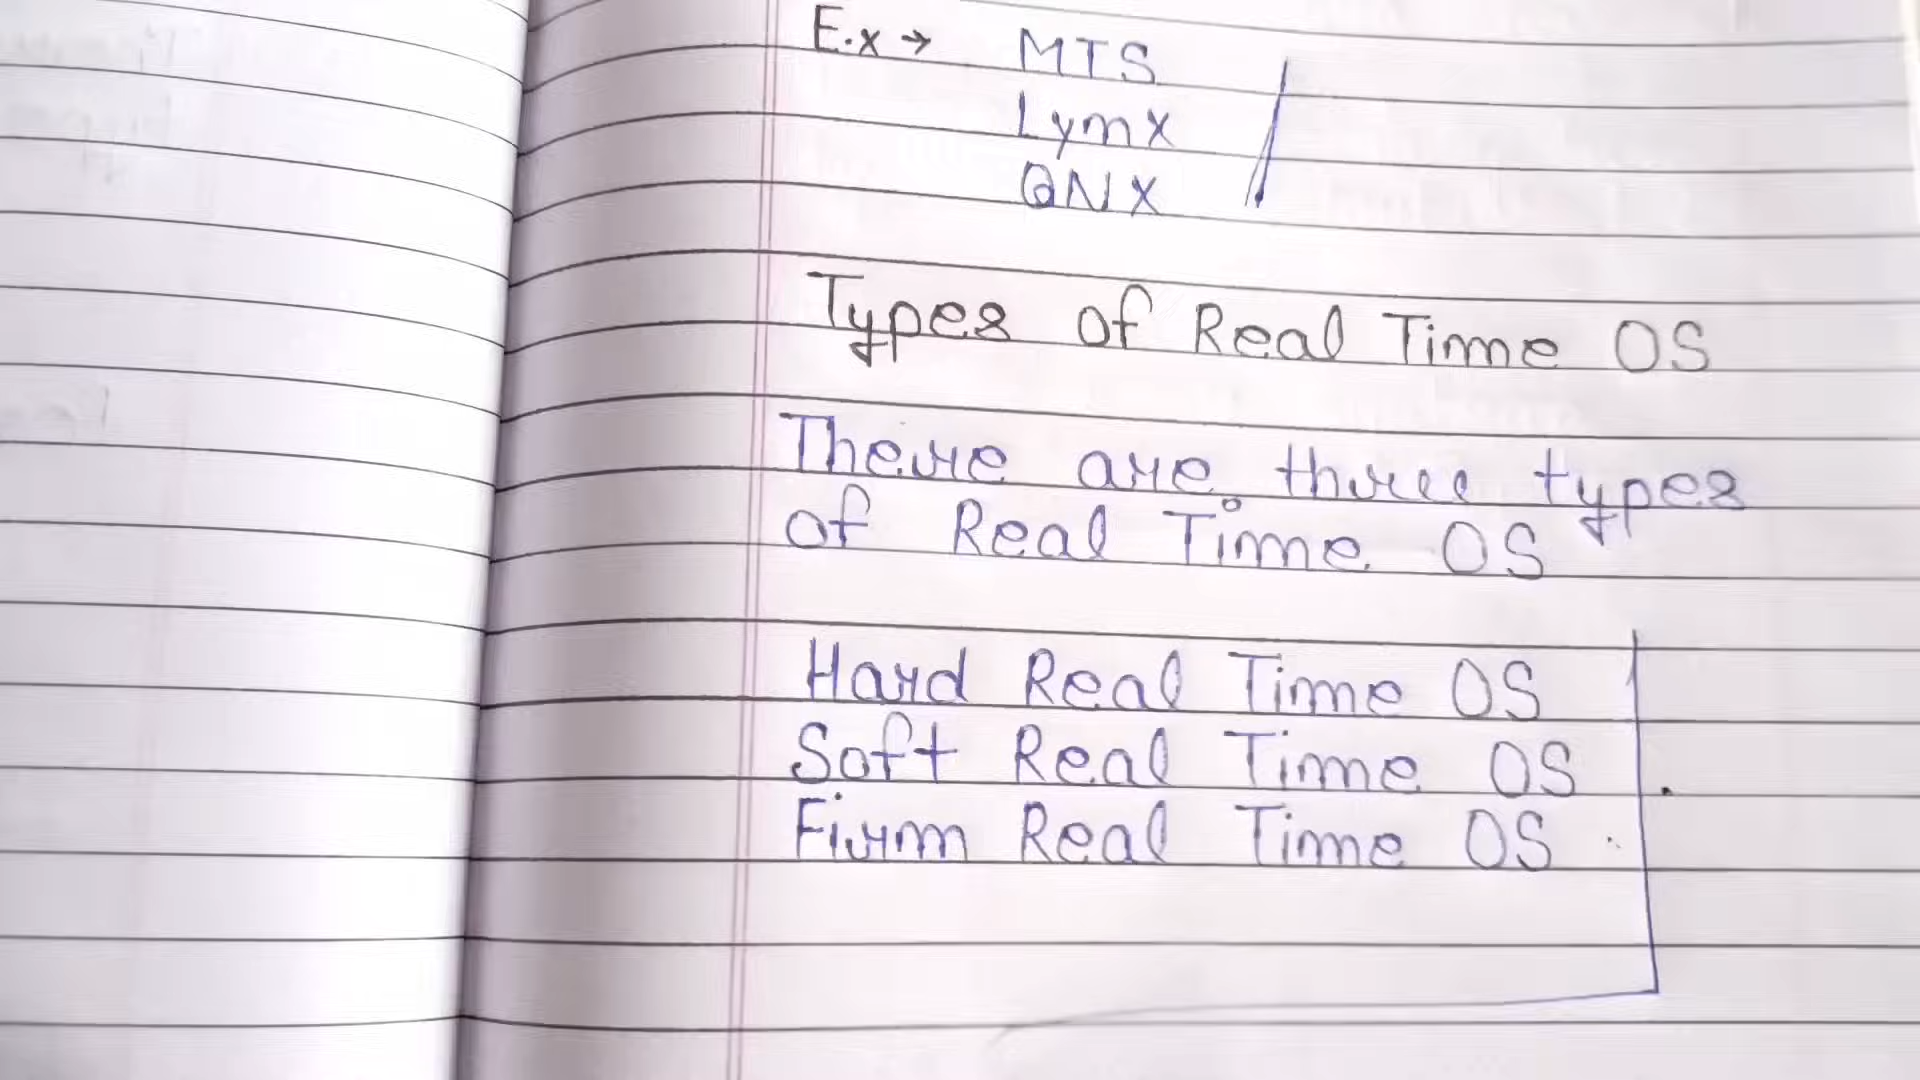 E.x → MTS
Lymx
QNX
Types of Real Time OS
There are three types
of Real Time OS
Hard Real Time OS
Soft Real Time OS
Firm Real Time OS